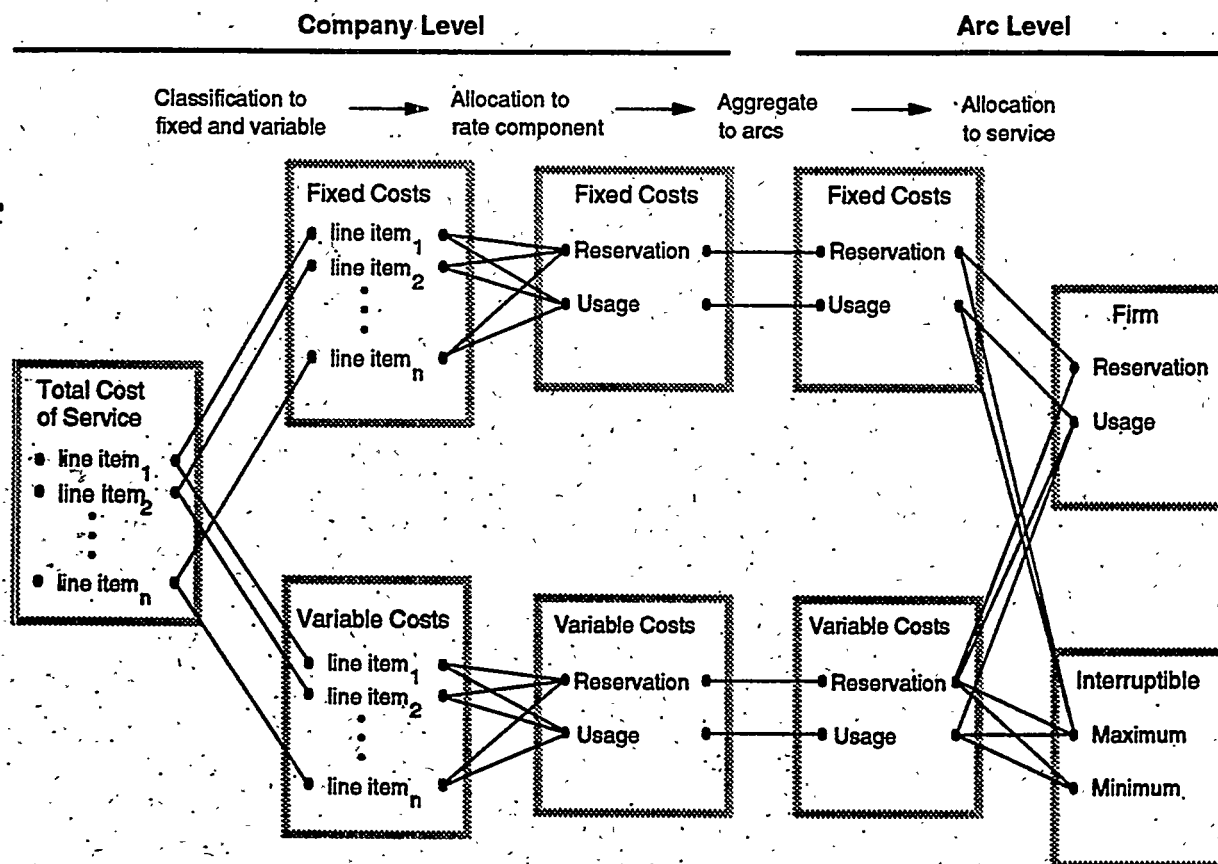 Company Level
Arc Level
Classification to
fixed and variable
Allocation to
rate component
Aggregate
to arcs
Allocation
to service
Total Cost
of Service
line item1
line item2
line itemn
Fixed Costs
line item1
line item2
line itemn
Variable Costs
line item1
line item2
line itemn
Fixed Costs
Reservation
Usage
Variable Costs
Reservation
Usage
Fixed Costs
Reservation
Usage
Variable Costs
Reservation
Usage
Firm
Reservation
Usage
Interruptible
Maximum
Minimum